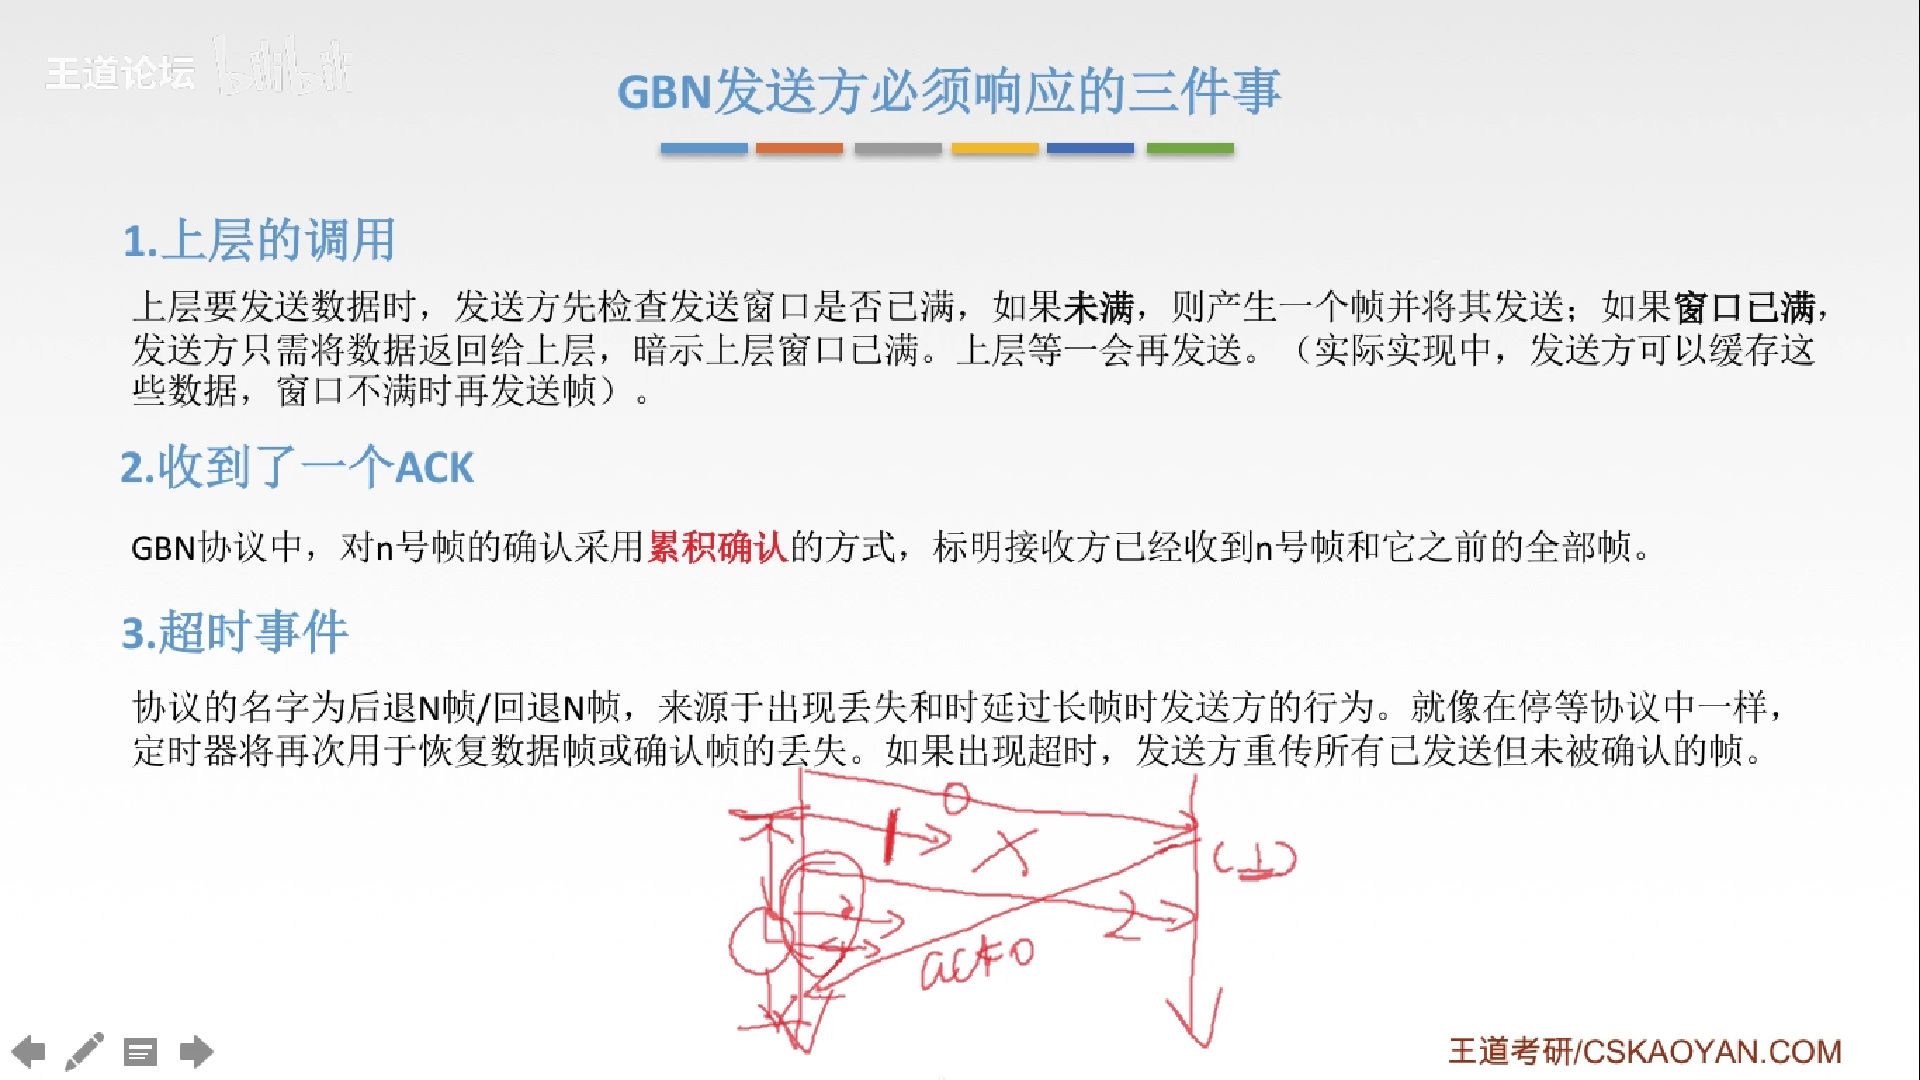 王道论坛 bilibili
GBN发送方必须响应的三件事
1.上层的调用
上层要发送数据时，发送方先检查发送窗口是否已满，如果未满，则产生一个帧并将其发送；如果窗口已满，
发送方只需将数据返回给上层，暗示上层窗口已满。上层等一会再发送。（实际实现中，发送方可以缓存这
些数据，窗口不满时再发送帧）。
2.收到了一个ACK
GBN协议中，对n号帧的确认采用累积确认的方式，标明接收方已经收到n号帧和它之前的全部帧。
3.超时事件
协议的名字为后退N帧/回退N帧，来源于出现丢失和时延过长帧时发送方的行为。就像在停等协议中一样，
定时器将再次用于恢复数据帧或确认帧的丢失。如果出现超时，发送方重传所有已发送但未被确认的帧。
0
1
(1)
2
ack0
王道考研/CSKAOYAN.COM